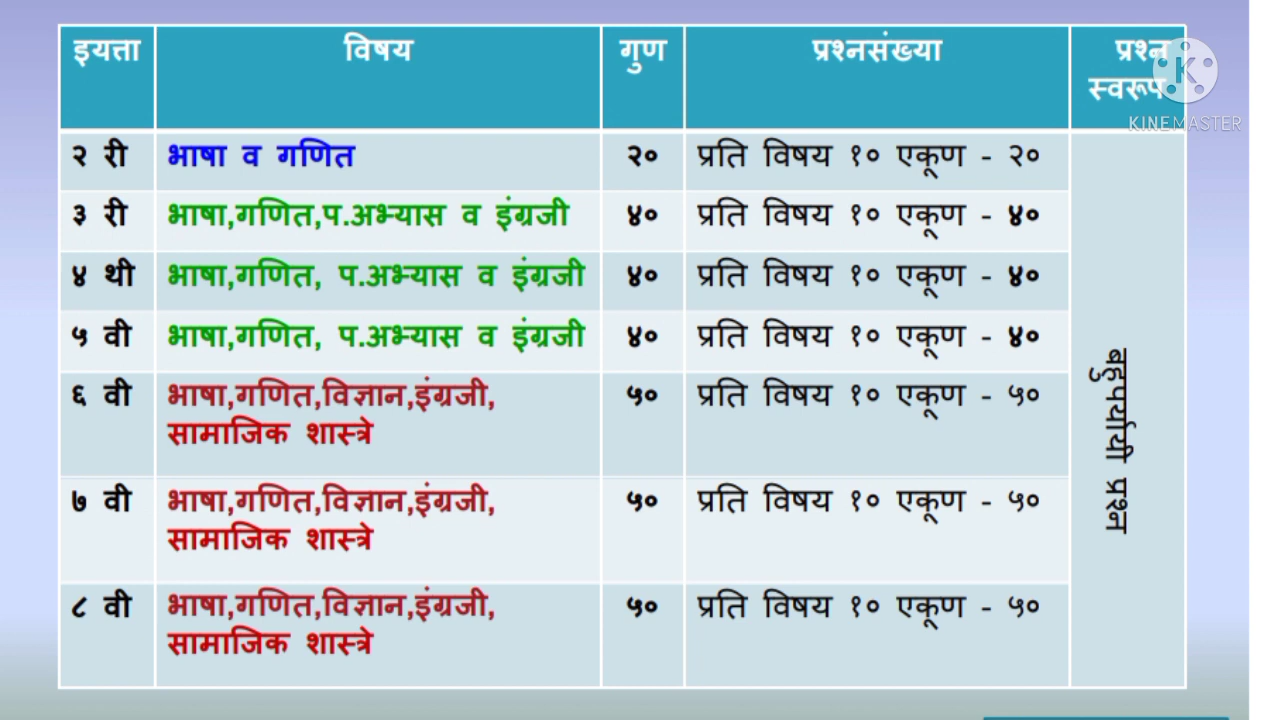 इयत्ता विषय गुण प्रश्नसंख्या प्रश्न
स्वरूप
K
KINEMASTER
२ री भाषा व गणित २० प्रति विषय १० एकूण - २०
३ री भाषा,गणित,प.अभ्यास व इंग्रजी ४० प्रति विषय १० एकूण - ४०
४ थी भाषा,गणित, प.अभ्यास व इंग्रजी ४० प्रति विषय १० एकूण - ४०
५ वी भाषा,गणित, प.अभ्यास व इंग्रजी ४० प्रति विषय १० एकूण - ४०
६ वी भाषा,गणित,विज्ञान,इंग्रजी, ५० प्रति विषय १० एकूण - ५०
सामाजिक शास्त्रे
७ वी भाषा,गणित,विज्ञान,इंग्रजी, ५० प्रति विषय १० एकूण - ५०
सामाजिक शास्त्रे
८ वी भाषा,गणित,विज्ञान,इंग्रजी, ५० प्रति विषय १० एकूण - ५०
सामाजिक शास्त्रे
बहुपर्यायी प्रश्न